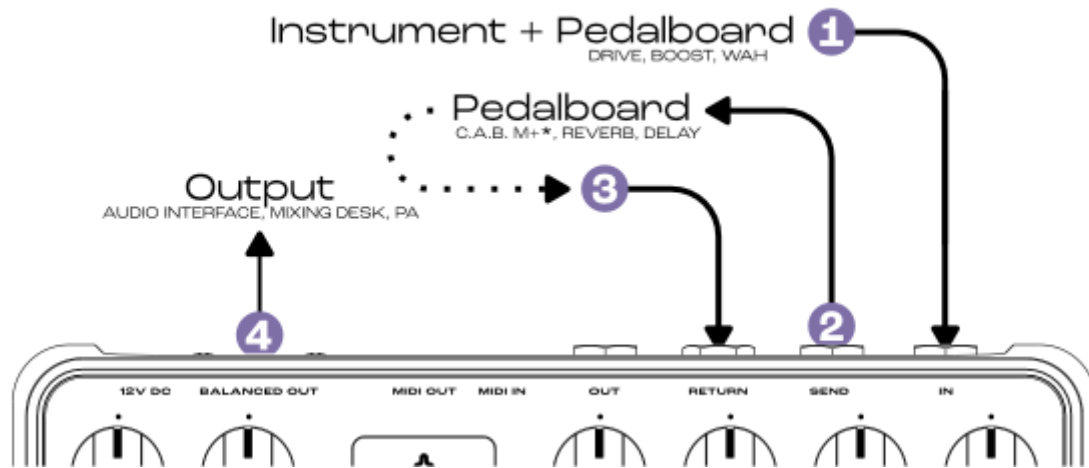 Instrument + Pedalboard 1
DRIVE, BOOST, WAH
Pedalboard
C.A.B. M+*, REVERB, DELAY
3
Output
AUDIO INTERFACE, MIXING DESK, PA
4
2
12V DC BALANCED OUT MIDI OUT MIDI IN OUT RETURN SEND IN